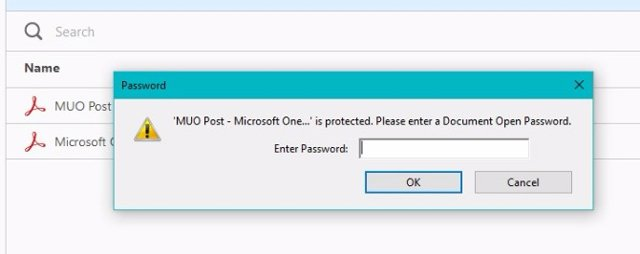 Search
Name
Password
MUO Post
'MUO Post - Microsoft One...' is protected. Please enter a Document Open Password.
Microsoft
Enter Password:
OK Cancel